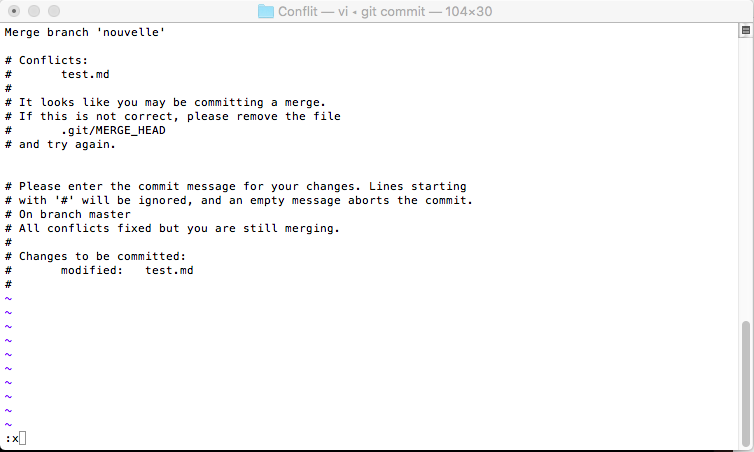 Conflit — vi ◂ git commit — 104×30
Merge branch 'nouvelle'

# Conflicts:
#       test.md
#
# It looks like you may be committing a merge.
# If this is not correct, please remove the file
#       .git/MERGE_HEAD
# and try again.


# Please enter the commit message for your changes. Lines starting
# with '#' will be ignored, and an empty message aborts the commit.
# On branch master
# All conflicts fixed but you are still merging.
#
# Changes to be committed:
#       modified:   test.md
#
~
~
~
~
~
~
~
~
~
~
:x